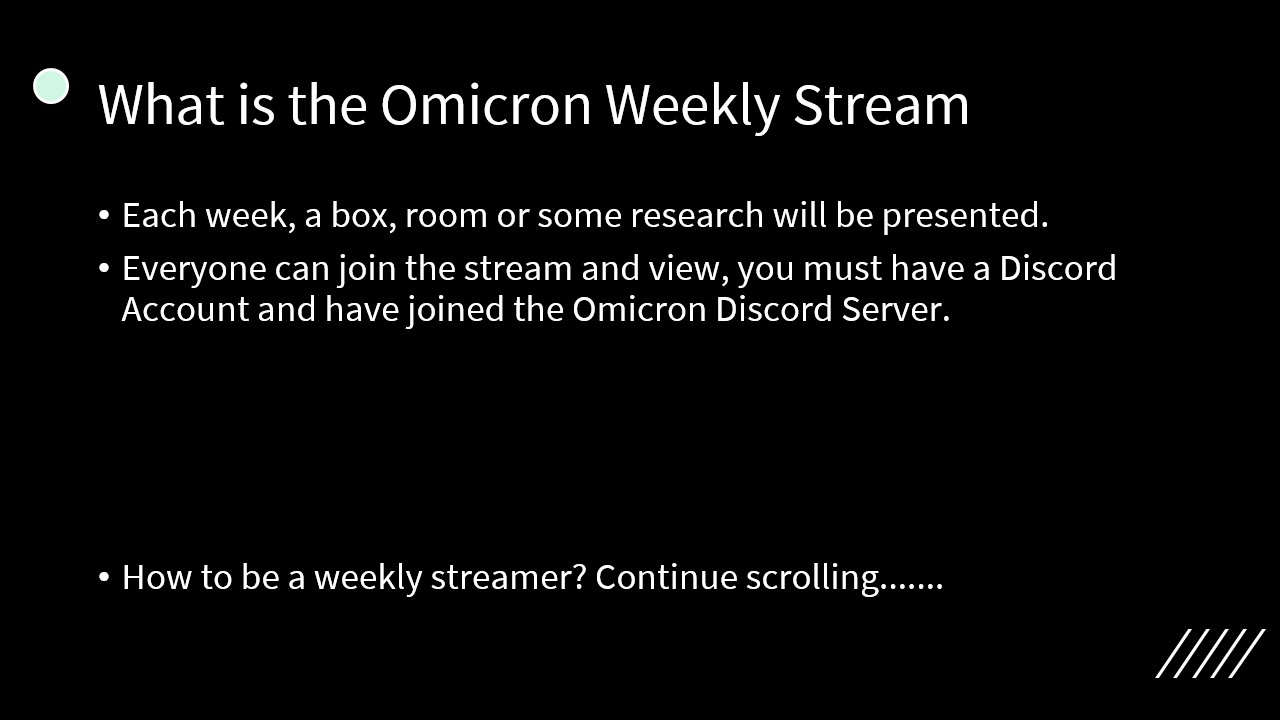 What is the Omicron Weekly Stream
• Each week, a box, room or some research will be presented.
• Everyone can join the stream and view, you must have a Discord
Account and have joined the Omicron Discord Server.
• How to be a weekly streamer? Continue scrolling.......